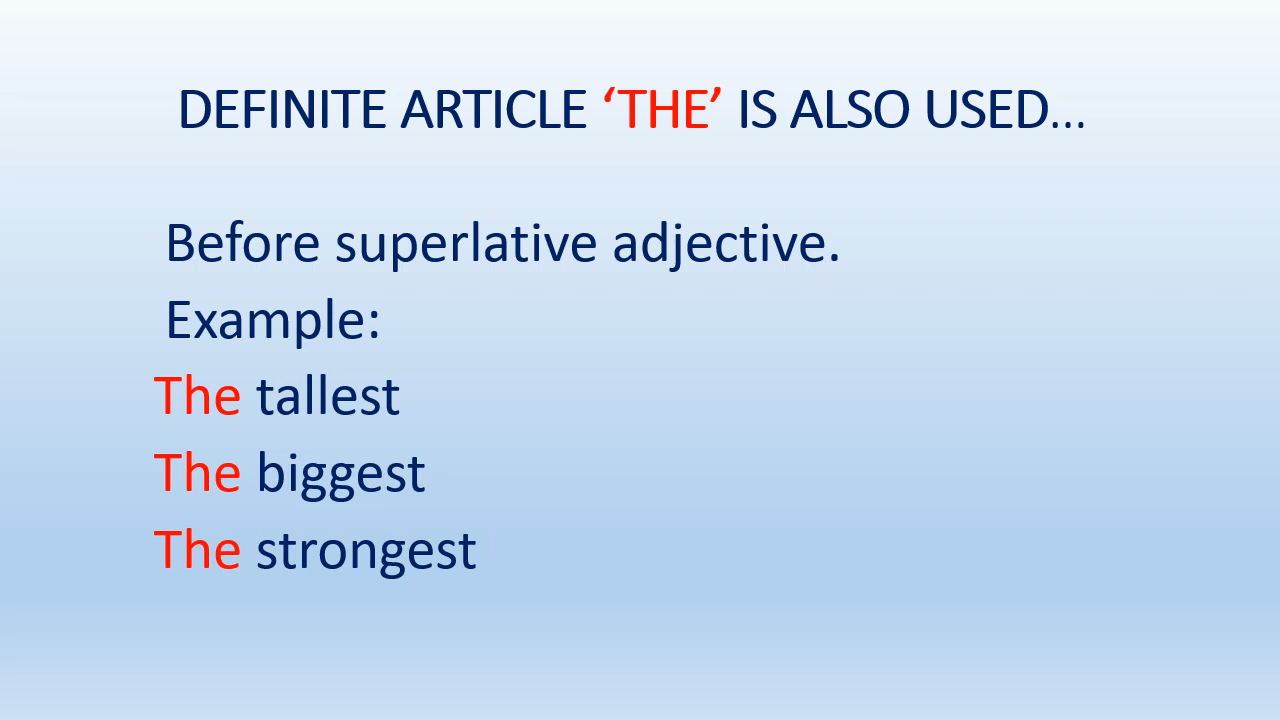 DEFINITE ARTICLE ‘THE’ IS ALSO USED…
Before superlative adjective.
Example:
The tallest
The biggest
The strongest